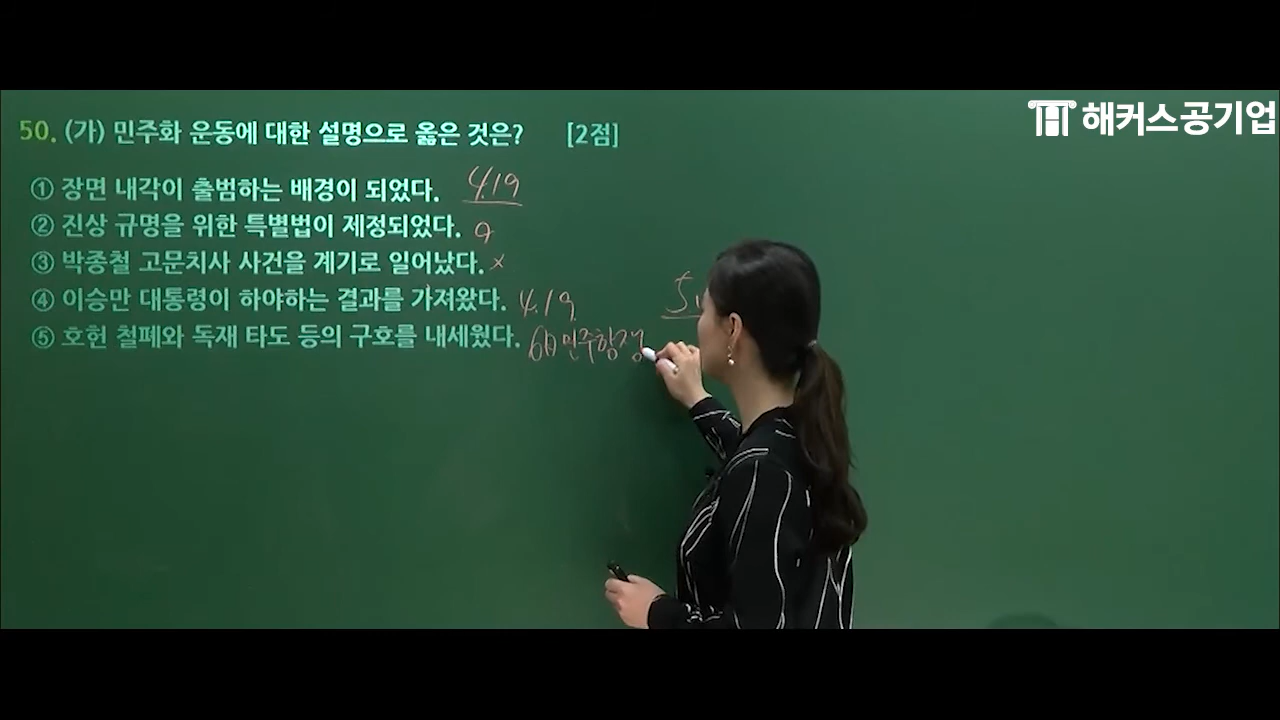 해커스공기업
50. (가) 민주화 운동에 대한 설명으로 옳은 것은? [2점]
① 장면 내각이 출범하는 배경이 되었다. 4.19
② 진상 규명을 위한 특별법이 제정되었다.
③ 박종철 고문치사 사건을 계기로 일어났다. x
④ 이승만 대통령이 하야하는 결과를 가져왔다. 4.19.
⑤ 호헌 철폐와 독재 타도 등의 구호를 내세웠다. 6월민주항쟁